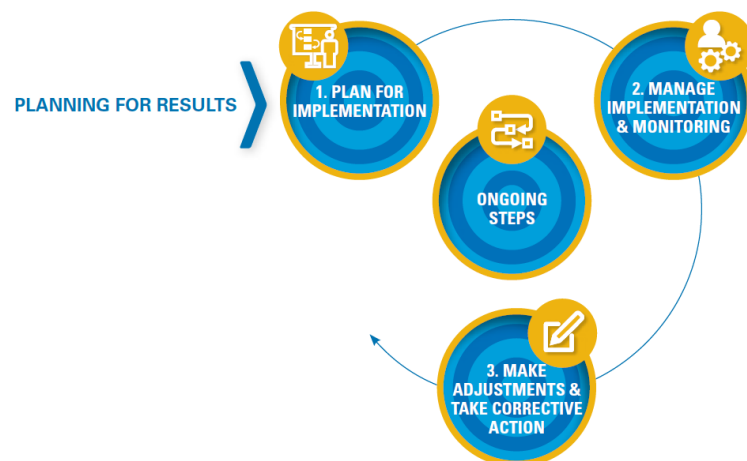 PLANNING FOR RESULTS
1. PLAN FOR
IMPLEMENTATION
2. MANAGE
IMPLEMENTATION
& MONITORING
ONGOING
STEPS
3. MAKE
ADJUSTMENTS &
TAKE CORRECTIVE
ACTION